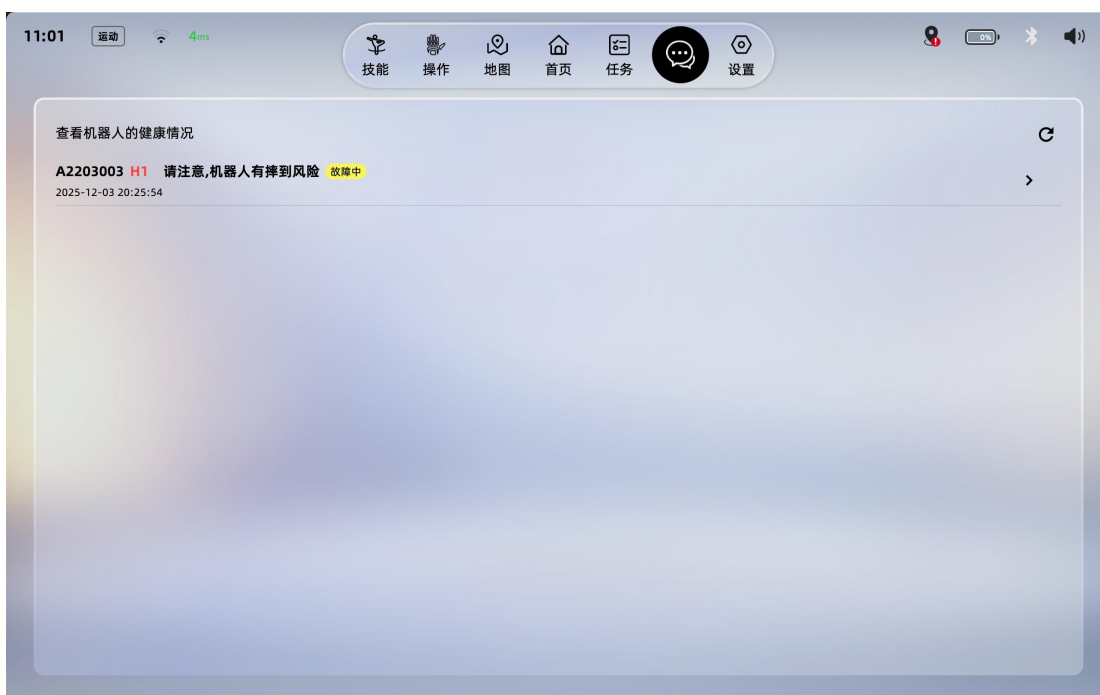 11:01 运动 4ms 0%
技能 操作 地图 首页 任务 设置
查看机器人的健康情况
A2203003 H1 请注意,机器人有摔到风险 故障中
2025-12-03 20:25:54